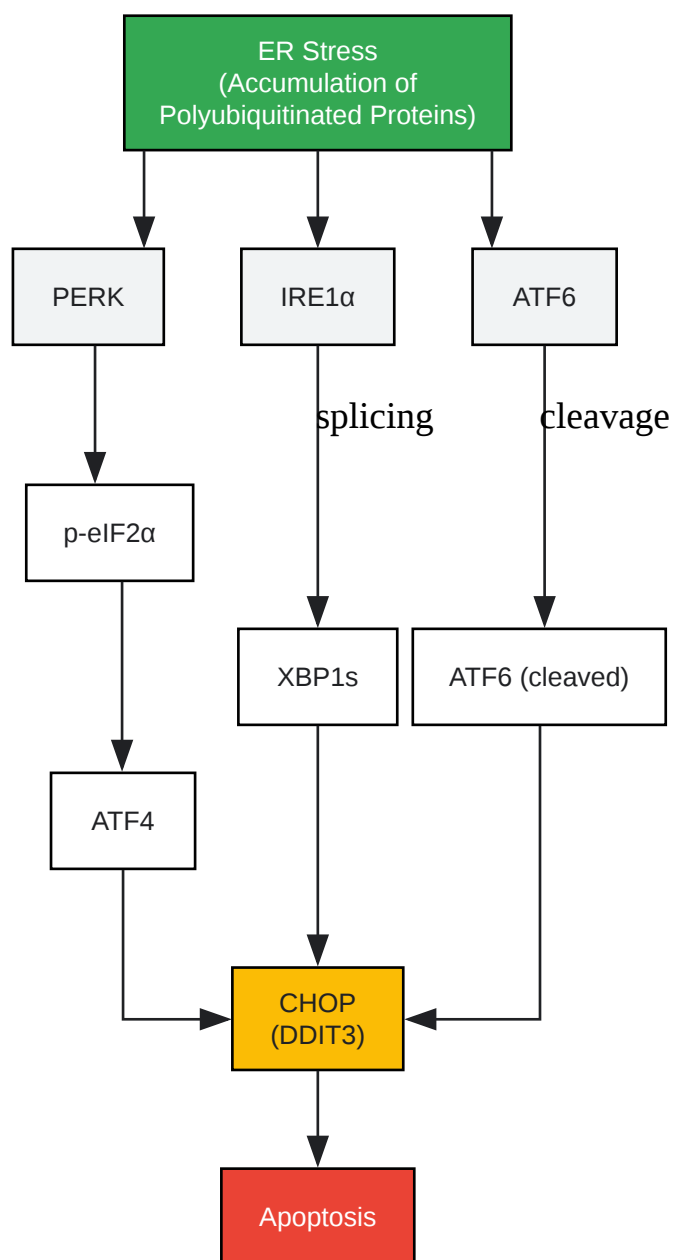 ER Stress
(Accumulation of
Polyubiquitinated Proteins)
PERK
IRE1α
ATF6
splicing
cleavage
p-eIF2α
XBP1s
ATF6 (cleaved)
ATF4
CHOP
(DDIT3)
Apoptosis